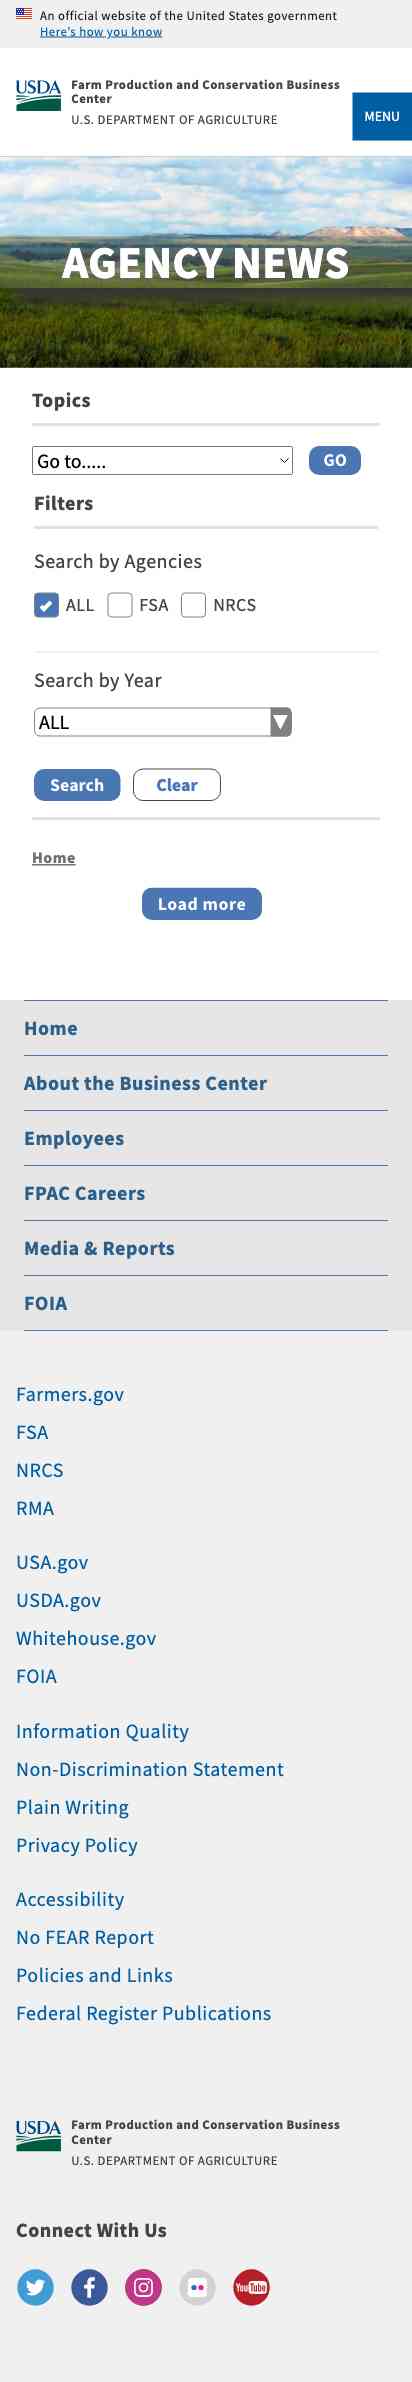 An official website of the United States government
Here's how you know
USDA
Farm Production and Conservation Business
Center
U.S. DEPARTMENT OF AGRICULTURE
MENU
AGENCY NEWS
Topics
Go to.....
GO
Filters
Search by Agencies
ALL FSA NRCS
Search by Year
ALL
Search Clear
Home
Load more
Home
About the Business Center
Employees
FPAC Careers
Media & Reports
FOIA
Farmers.gov
FSA
NRCS
RMA
USA.gov
USDA.gov
Whitehouse.gov
FOIA
Information Quality
Non-Discrimination Statement
Plain Writing
Privacy Policy
Accessibility
No FEAR Report
Policies and Links
Federal Register Publications
USDA
Farm Production and Conservation Business
Center
U.S. DEPARTMENT OF AGRICULTURE
Connect With Us
YouTube